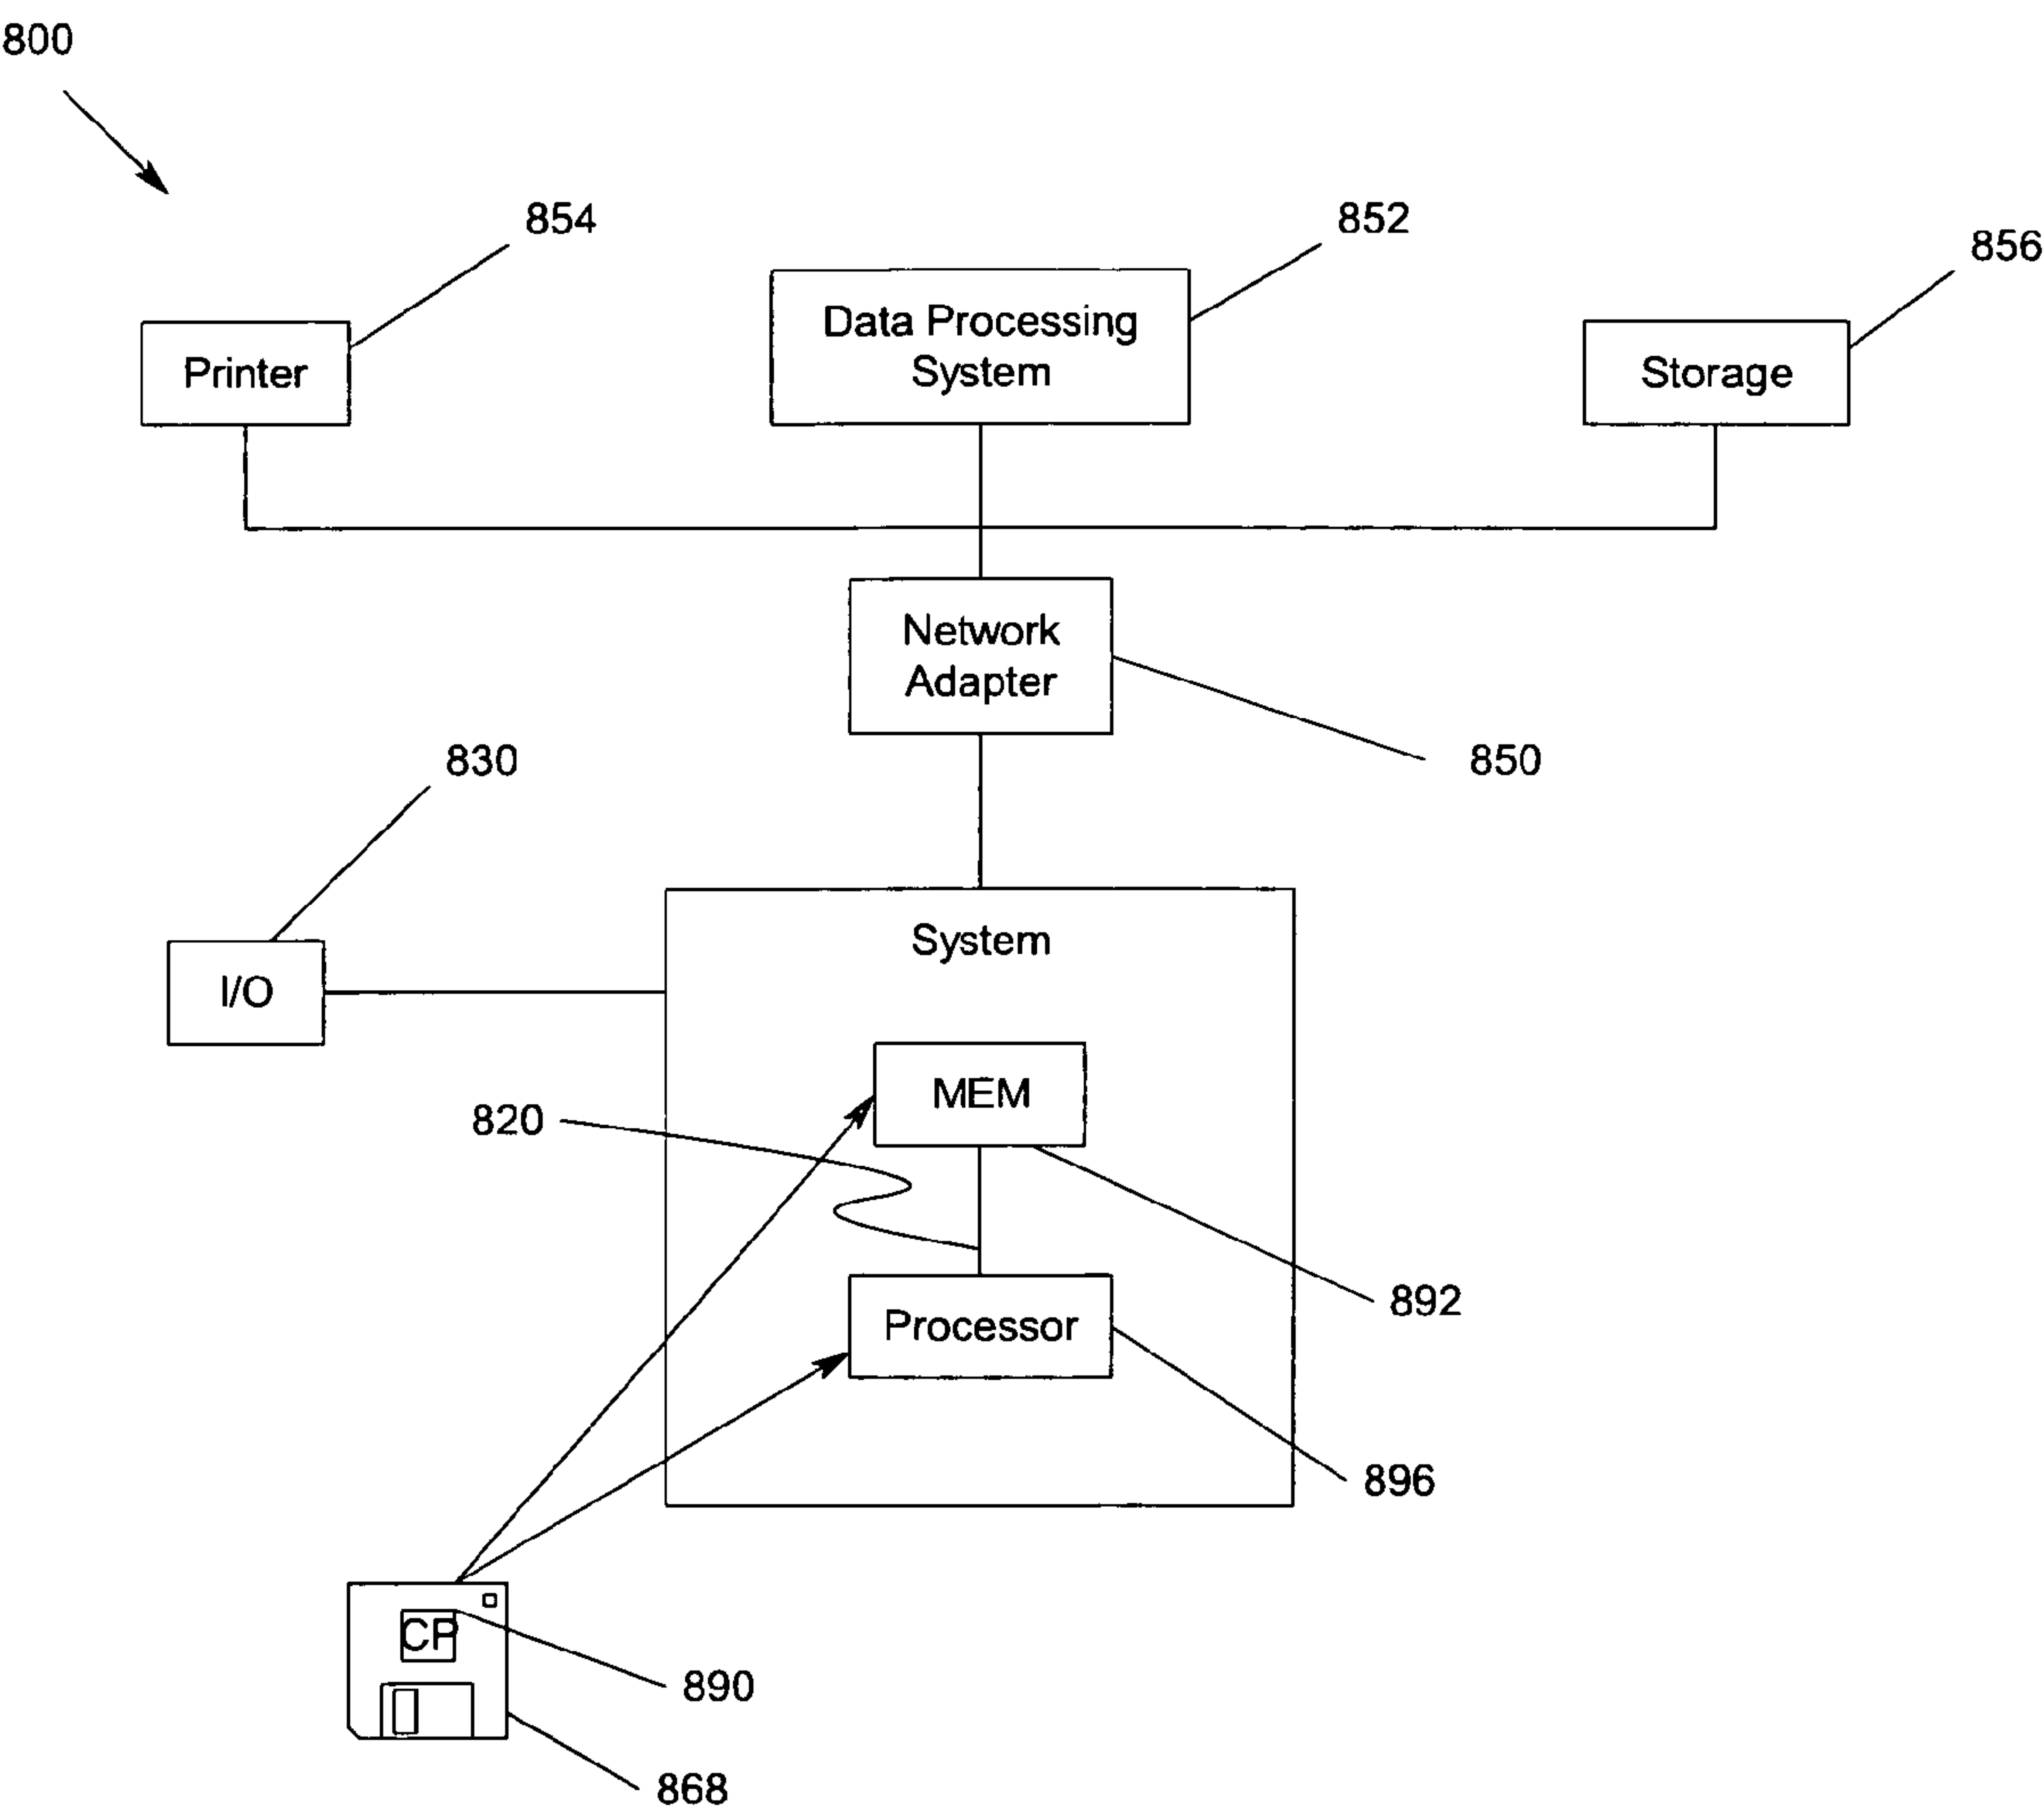 800
854
852
856
Printer
Data Processing
System
Storage
Network
Adapter
850
830
System
I/O
MEM
820
892
Processor
896
CP
890
868